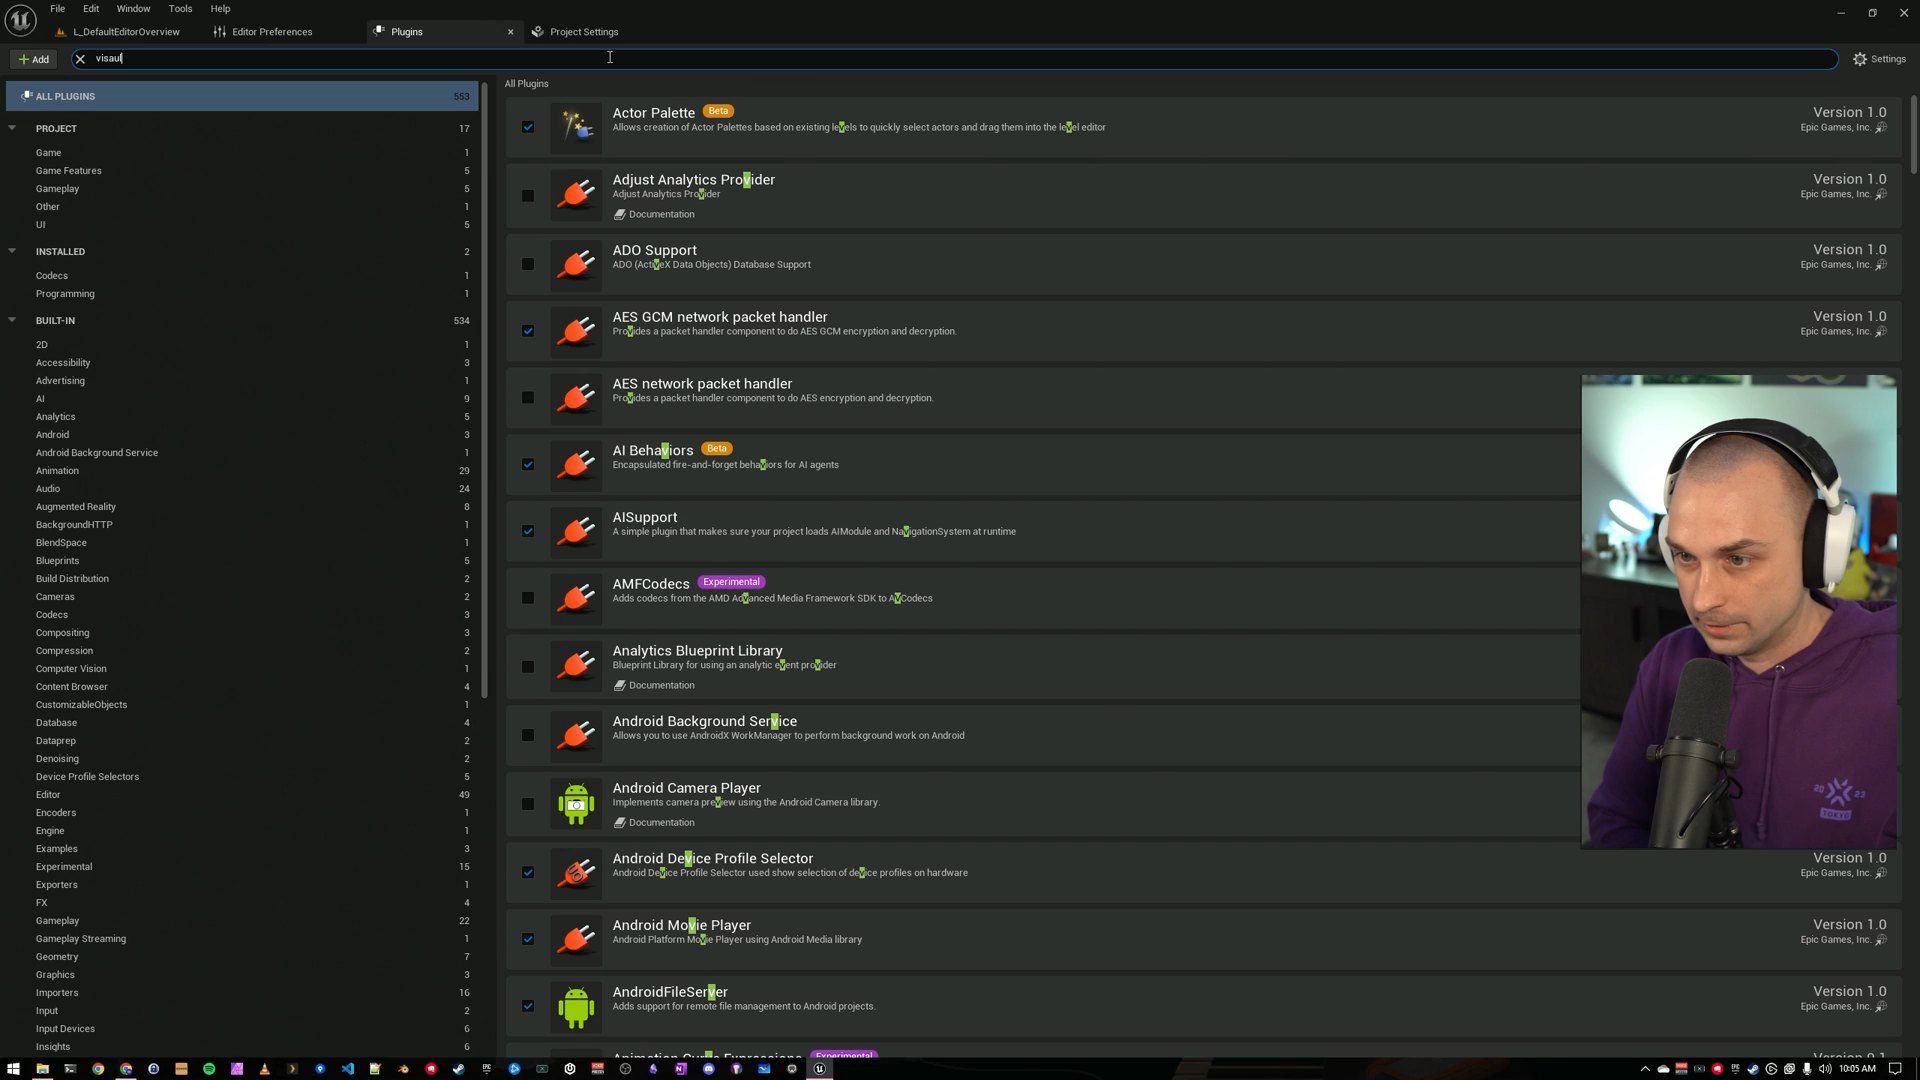 File Edit Window Tools Help
L_DefaultEditorOverview Editor Preferences Plugins Project Settings
Add visaul Settings
ALL PLUGINS 553
PROJECT 17
Game 1
Game Features 5
Gameplay 5
Other 1
UI 5
INSTALLED 2
Codecs 1
Programming 1
BUILT-IN 534
2D 1
Accessibility 3
Advertising 1
AI 9
Analytics 5
Android 3
Android Background Service 1
Animation 29
Audio 24
Augmented Reality 8
BackgroundHTTP 1
BlendSpace 1
Blueprints 5
Build Distribution 2
Cameras 2
Codecs 3
Compositing 3
Compression 2
Computer Vision 1
Content Browser 4
CustomizableObjects 1
Database 4
Dataprep 2
Denoising 2
Device Profile Selectors 5
Editor 49
Encoders 1
Engine 1
Examples 3
Experimental 15
Exporters 1
FX 4
Gameplay 22
Gameplay Streaming 1
Geometry 7
Graphics 3
Importers 16
Input 2
Input Devices 6
Insights 6
All Plugins
Actor Palette Beta Version 1.0
Allows creation of Actor Palettes based on existing levels to quickly select actors and drag them into the level editor Epic Games, Inc.
Adjust Analytics Provider Version 1.0
Adjust Analytics Provider Epic Games, Inc.
Documentation
ADO Support Version 1.0
ADO (ActiveX Data Objects) Database Support Epic Games, Inc.
AES GCM network packet handler Version 1.0
Provides a packet handler component to do AES GCM encryption and decryption. Epic Games, Inc.
AES network packet handler
Provides a packet handler component to do AES encryption and decryption.
AI Behaviors Beta
Encapsulated fire-and-forget behaviors for AI agents
AISupport
A simple plugin that makes sure your project loads AIModule and NavigationSystem at runtime
AMFCodecs Experimental
Adds codecs from the AMD Advanced Media Framework SDK to AVCodecs
Analytics Blueprint Library
Blueprint Library for using an analytic event provider
Documentation
Android Background Service
Allows you to use AndroidX WorkManager to perform background work on Android
Android Camera Player
Implements camera preview using the Android Camera library.
Documentation
Android Device Profile Selector Version 1.0
Android Device Profile Selector used show selection of device profiles on hardware Epic Games, Inc.
Android Movie Player Version 1.0
Android Platform Movie Player using Android Media library Epic Games, Inc.
AndroidFileServer Version 1.0
Adds support for remote file management to Android projects. Epic Games, Inc.
Animation Curve Expressions Experimental Version 0.1
2023
TOKYO
10:05 AM